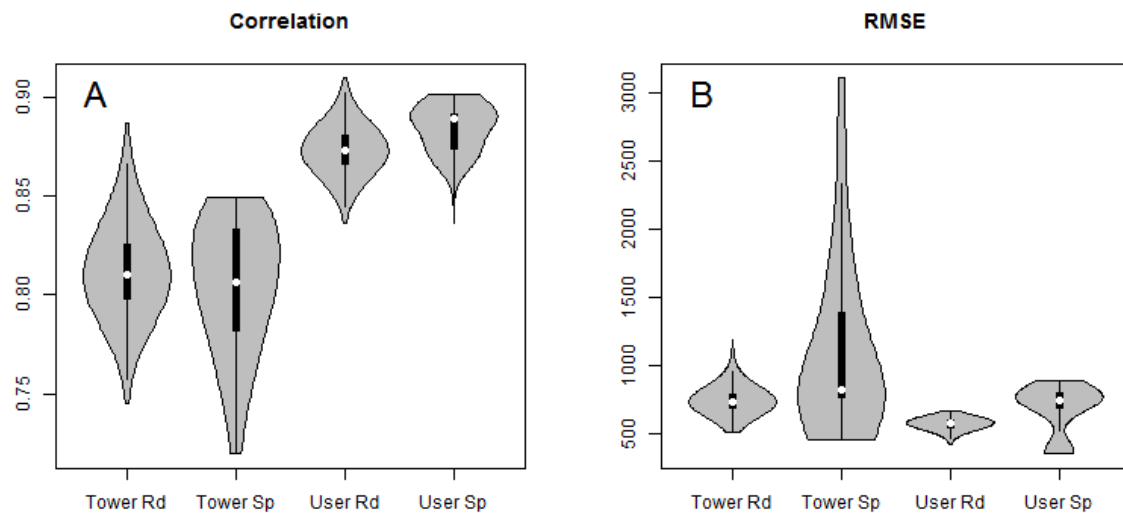 Correlation
A
0.90
0.85
0.80
0.75
Tower Rd
Tower Sp
User Rd
User Sp
RMSE
B
3000
2500
2000
1500
1000
500
Tower Rd
Tower Sp
User Rd
User Sp